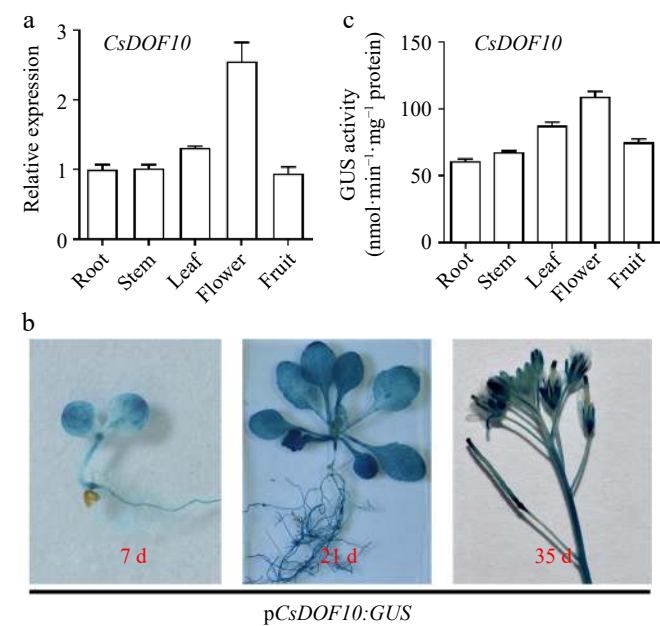 a
CsDOF10
Relative expression
3
2
1
0
Root
Stem
Leaf
Flower
Fruit
c
CsDOF10
GUS activity
(nmol·min⁻¹·mg⁻¹ protein)
150
100
50
0
Root
Stem
Leaf
Flower
Fruit
b
7 d
21 d
35 d
pCsDOF10:GUS